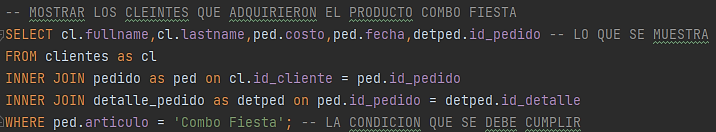 -- MOSTRAR LOS CLEINTES QUE ADQUIRIERON EL PRODUCTO COMBO FIESTA
SELECT cl.fullname,cl.lastname,ped.costo,ped.fecha,detped.id_pedido -- LO QUE SE MUESTRA
FROM clientes as cl
INNER JOIN pedido as ped on cl.id_cliente = ped.id_pedido
INNER JOIN detalle_pedido as detped on ped.id_pedido = detped.id_detalle
WHERE ped.articulo = 'Combo Fiesta'; -- LA CONDICION QUE SE DEBE CUMPLIR